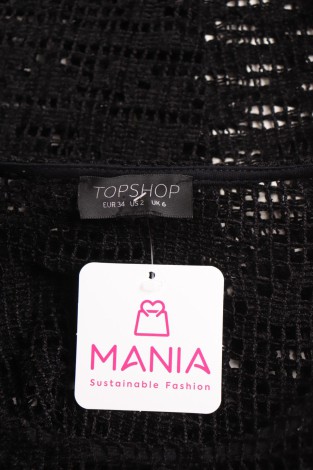 TOPSHOP
EUR 34 US 2 UK 6
MANIA
Sustainable Fashion